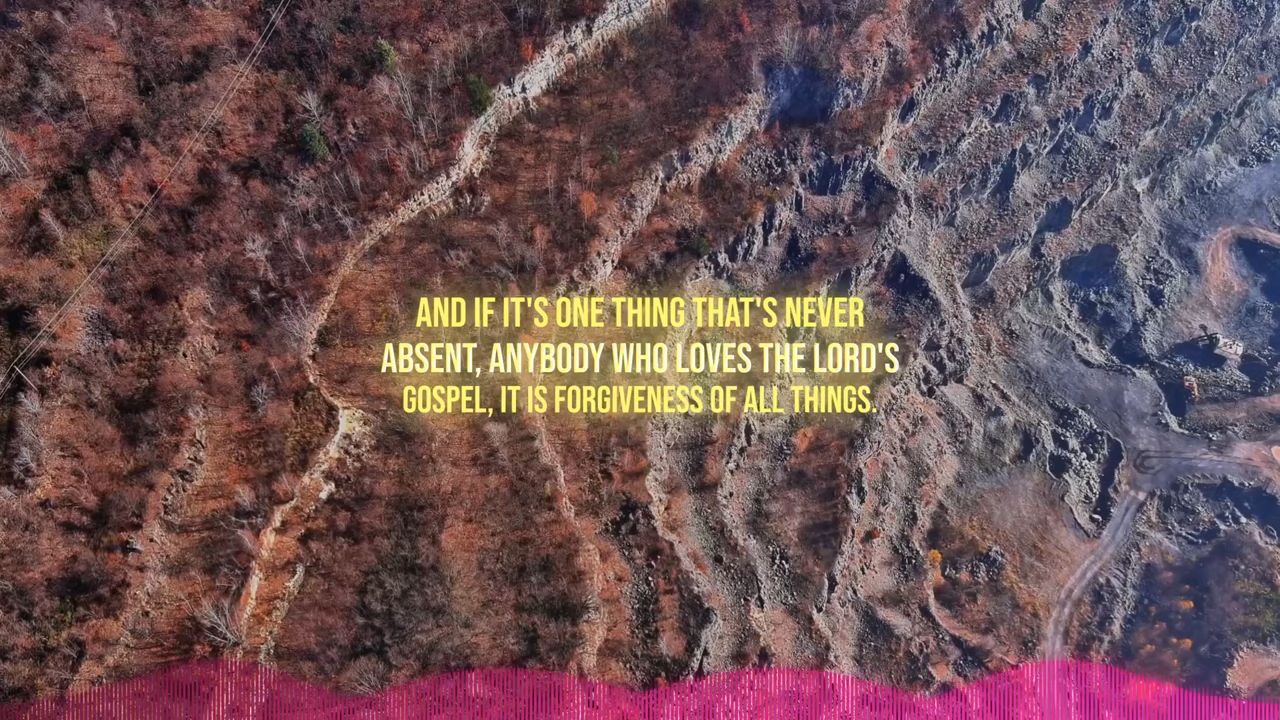 AND IF IT'S ONE THING THAT'S NEVER
ABSENT, ANYBODY WHO LOVES THE LORD'S
GOSPEL, IT IS FORGIVENESS OF ALL THINGS.